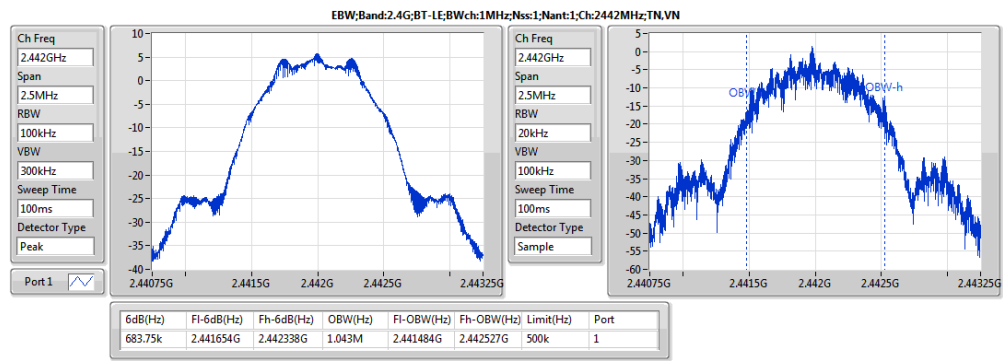 EBW;Band:2.4G;BT-LE;BWch:1MHz;Nss:1;Nant:1;Ch:2442MHz;TN,VN
Ch Freq
2.442GHz
Span
2.5MHz
RBW
100kHz
VBW
300kHz
Sweep Time
100ms
Detector Type
Peak
Port 1
10
5
0
-5
-10
-15
-20
-25
-30
-35
-40
2.44075G 2.4415G 2.442G 2.4425G 2.44325G
Ch Freq
2.442GHz
Span
2.5MHz
RBW
20kHz
VBW
100kHz
Sweep Time
100ms
Detector Type
Sample
5
0
-5
-10
-15
-20
-25
-30
-35
-40
-45
-50
-55
-60
OBW-h
2.44075G 2.4415G 2.442G 2.4425G 2.44325G
6dB(Hz) Fl-6dB(Hz) Fh-6dB(Hz) OBW(Hz) Fl-OBW(Hz) Fh-OBW(Hz) Limit(Hz) Port
683.75k 2.441654G 2.442338G 1.043M 2.441484G 2.442527G 500k 1